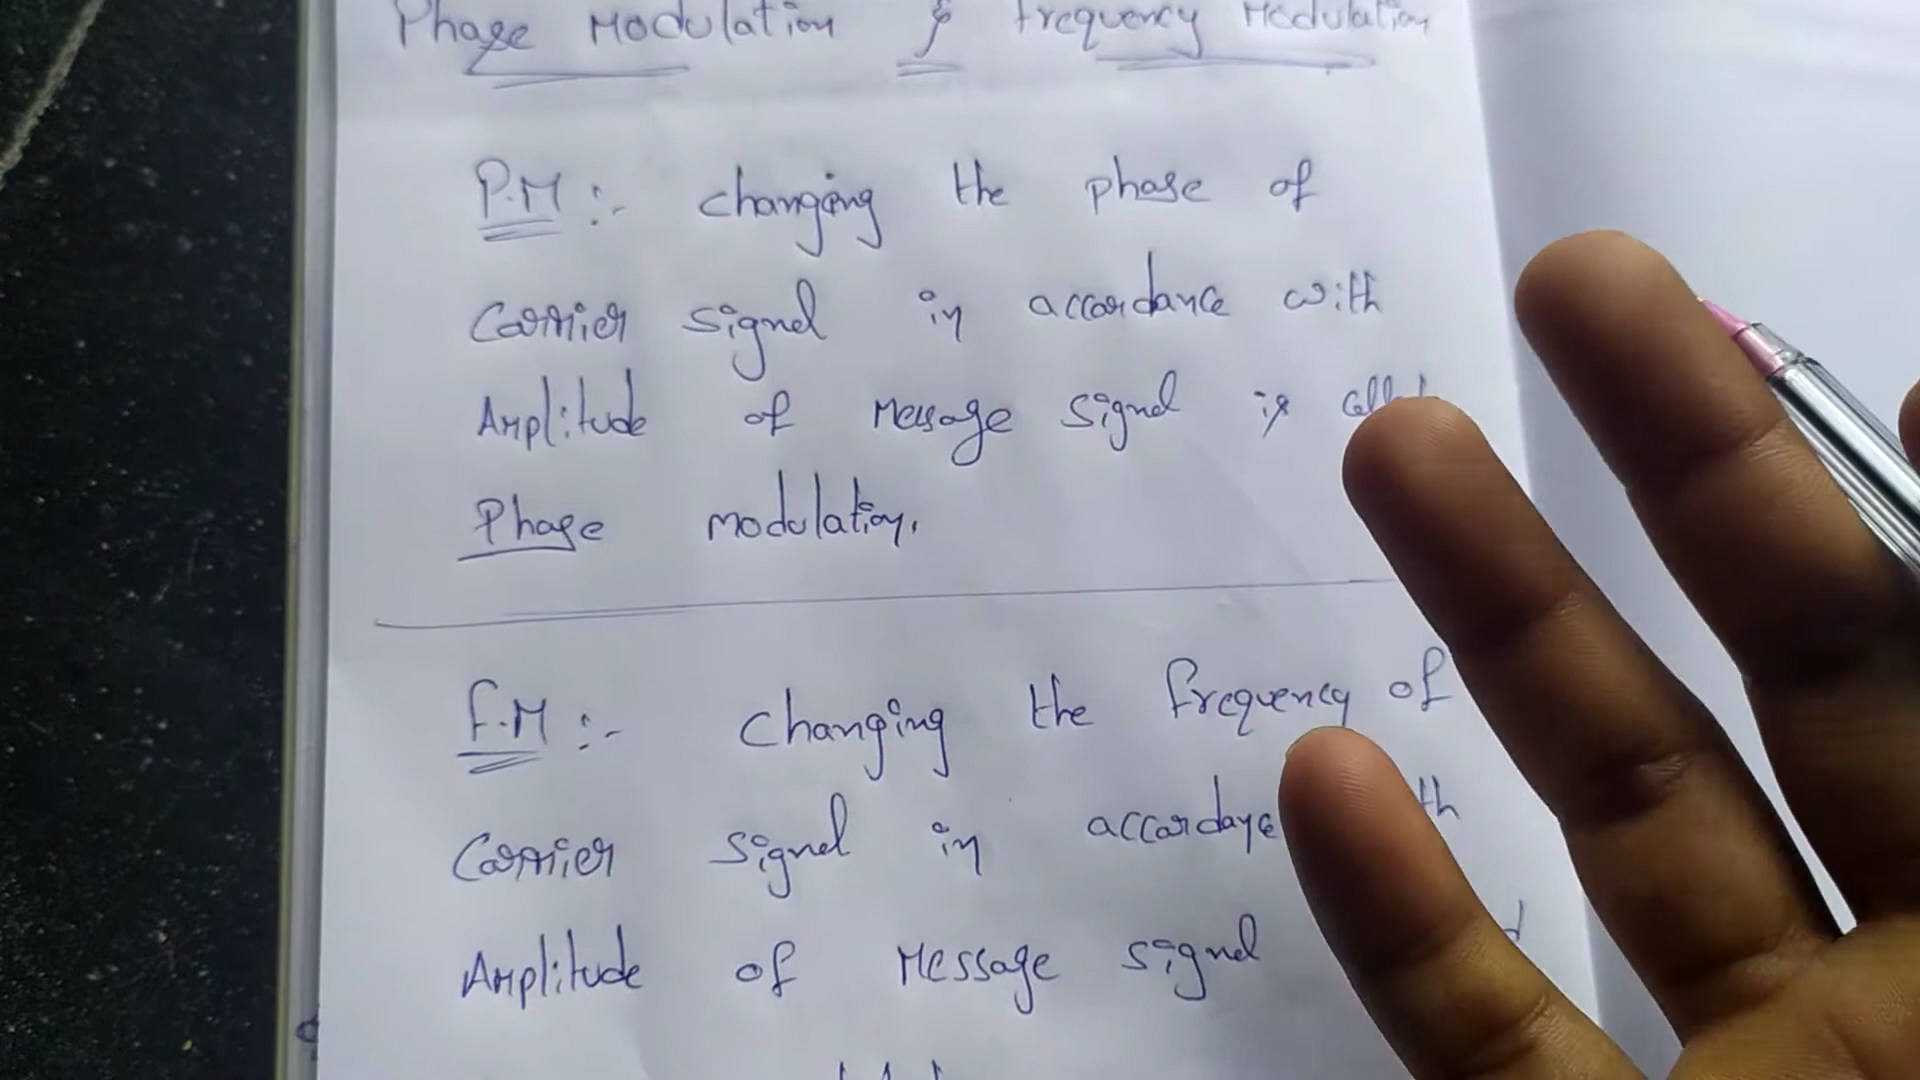 Phase Modulation & frequency Modulation
P.M :- changing the phase of
Carrier signal in accordance with
Amplitude of Message signal is
Phase modulation.
F.M :- Changing the frequency of
Carrier signal in
Amplitude of Message signal